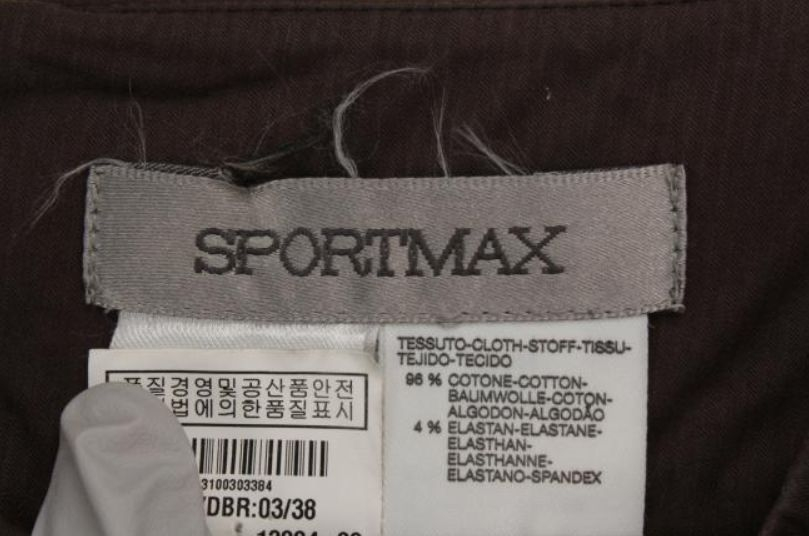 SPORTMAX
품질경영및공산품안전
법에의한품질표시
3100303384
DBR:03/38
TESSUTO-CLOTH-STOFF-TISSU-
TEJIDO-TECIDO
96 % COTONE-COTTON-
BAUMWOLLE-COTON-
ALGODON-ALGODÃO
4 % ELASTAN-ELASTANE-
ELASTHAN-
ELASTHANNE-
ELASTANO-SPANDEX